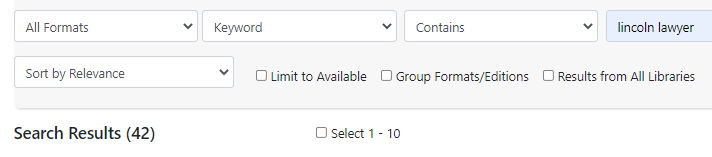 All Formats Keyword Contains lincoln lawyer
Sort by Relevance Limit to Available Group Formats/Editions Results from All Libraries
Search Results (42) Select 1 - 10